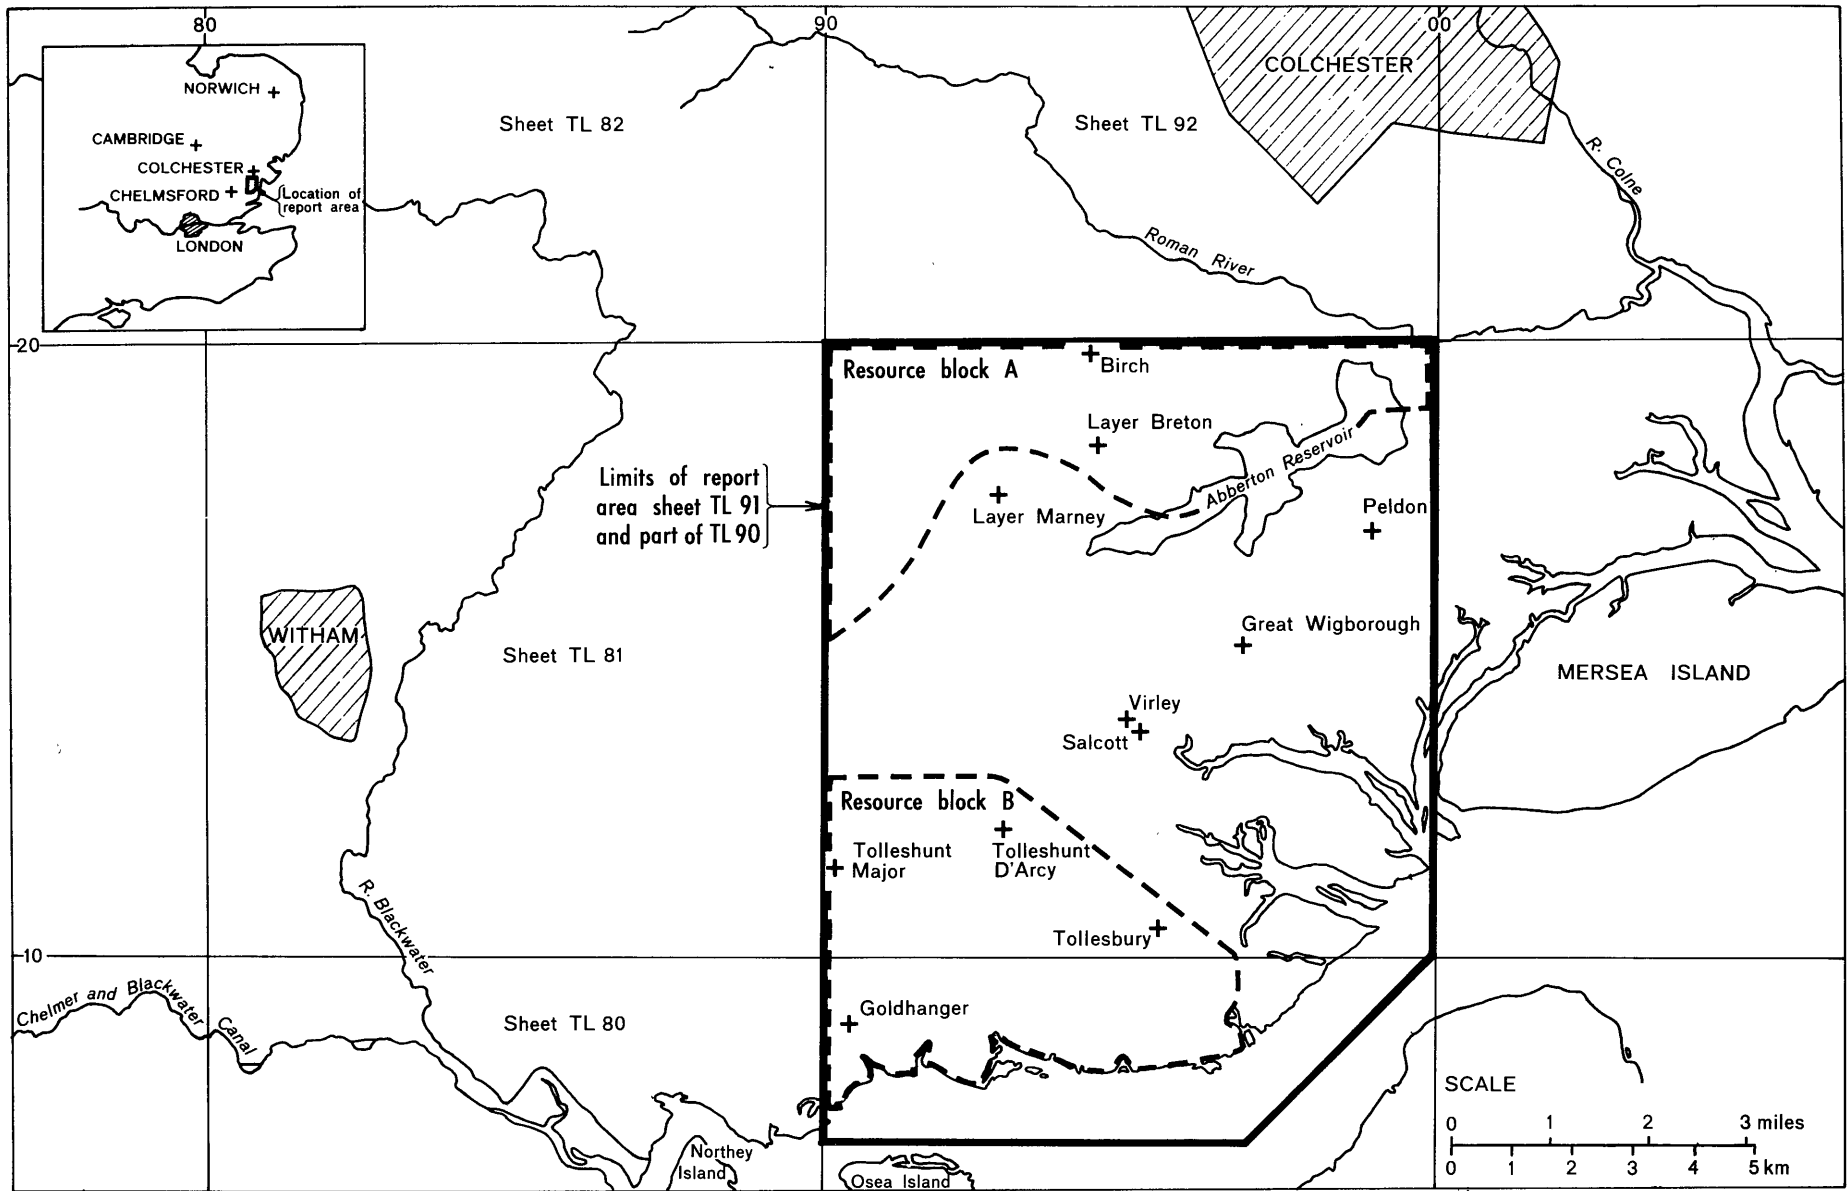 80
90
00
NORWICH
CAMBRIDGE
COLCHESTER
CHELMSFORD
Location of
report area
LONDON
Sheet TL 82
Sheet TL 92
COLCHESTER
R. Colne
Roman River
20
Resource block A
Birch
Layer Breton
Abberton Reservoir
Limits of report
area sheet TL 91
and part of TL 90
Layer Marney
Peldon
WITHAM
Sheet TL 81
Great Wigborough
MERSEA ISLAND
Virley
Salcott
Resource block B
Tolleshunt
Major
Tolleshunt
D'Arcy
R. Blackwater
Tollesbury
10
Chelmer and Blackwater Canal
Goldhanger
Sheet TL 80
Northey
Island
Osea Island
SCALE
0 1 2 3 miles
0 1 2 3 4 5 km